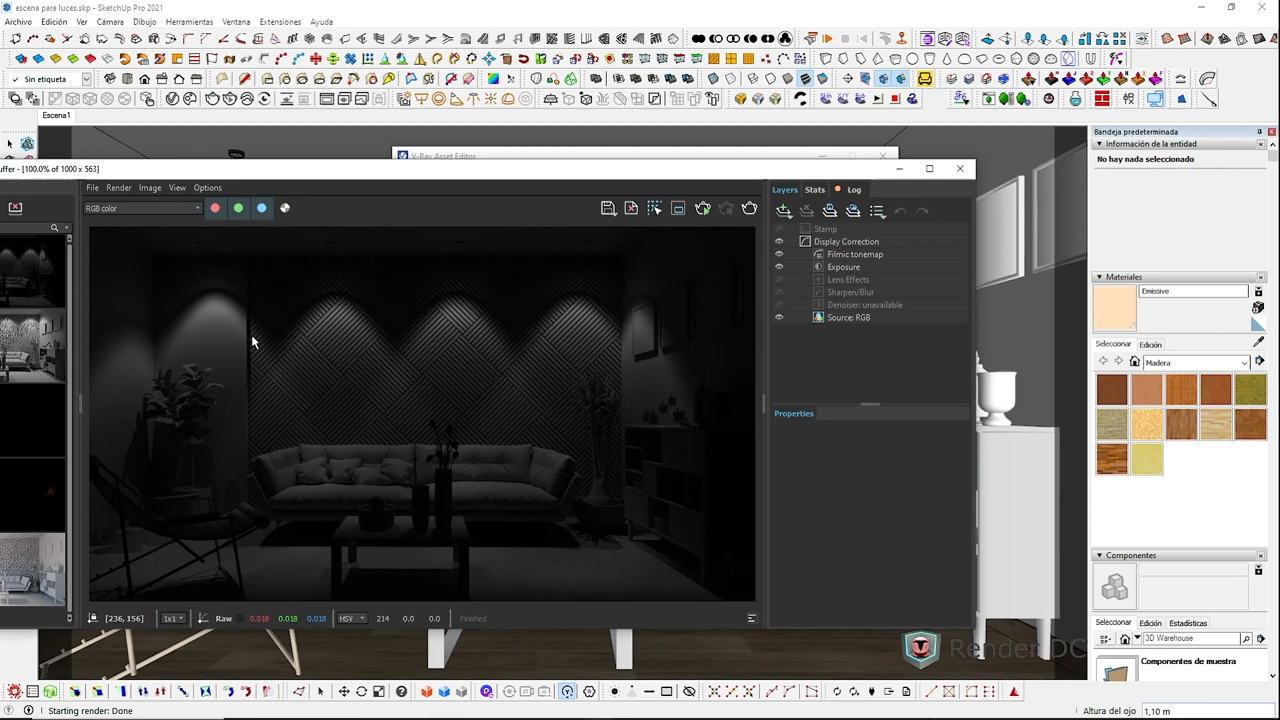 escena para luces.skp - SketchUp Pro 2021
Archivo Edición Ver Cámara Dibujo Herramientas Ventana Extensiones Ayuda
Sin etiqueta
Escena1
V-Ray Asset Editor
uffer - [100.0% of 1000 x 563]
File Render Image View Options
RGB color
Layers Stats Log
Stamp
Display Correction
Filmic tonemap
Exposure
Lens Effects
Sharpen/Blur
Denoiser: unavailable
Source: RGB
Properties
[236, 156] 1x1 Raw 0.018 0.018 0.018 HSV 214 0.0 0.0 Finished
Bandeja predeterminada
Información de la entidad
No hay nada seleccionado
Materiales
Emissive
Seleccionar Edición
Madera
Componentes
Seleccionar Edición Estadísticas
3D Warehouse
Componentes de muestra
Render DC
Starting render: Done
Altura del ojo 1,10 m